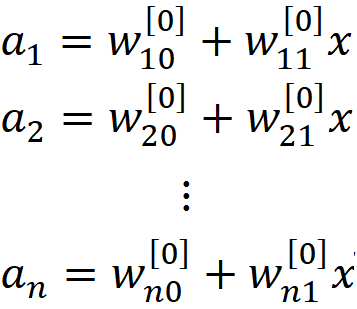 a₁ = w₁₀^[0] + w₁₁^[0] x
a₂ = w₂₀^[0] + w₂₁^[0] x
⋮
aₙ = wₙ₀^[0] + wₙ₁^[0] x